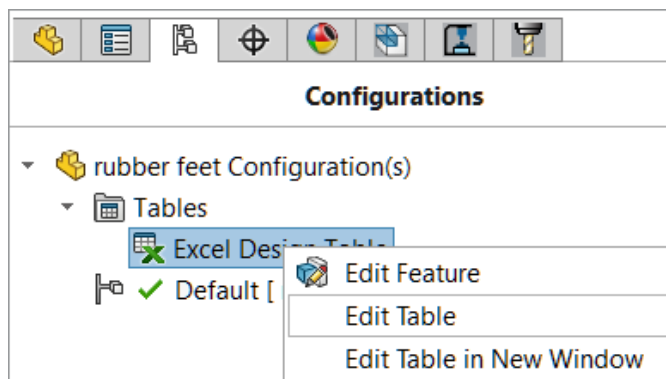 Configurations
rubber feet Configuration(s)
Tables
Excel Design Table
Edit Feature
Default [
Edit Table
Edit Table in New Window